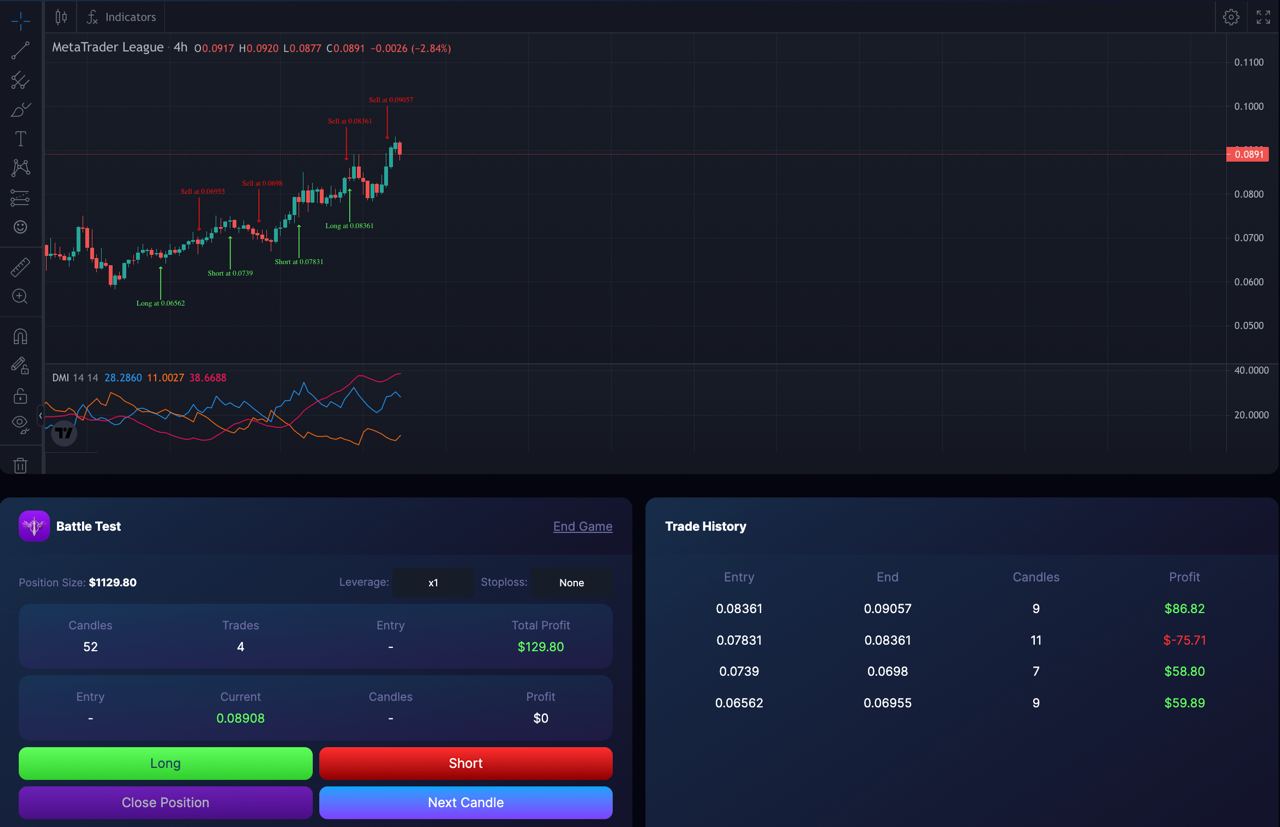 Indicators
MetaTrader League · 4h O0.0917 H0.0920 L0.0877 C0.0891 −0.0026 (−2.84%)
0.1100
Sell at 0.09057
0.1000
Sell at 0.08361
0.0891
Sell at 0.06955
Sell at 0.0698
0.0800
Long at 0.08361
0.0700
Short at 0.07831
Short at 0.0739
0.0600
Long at 0.06562
0.0500
DMI 14 14 28.2860 11.0027 38.6688
40.0000
20.0000
Battle Test
End Game
Position Size: $1129.80
Leverage: x1
Stoploss: None
Candles Trades Entry Total Profit
52 4 - $129.80
Entry Current Candles Profit
- 0.08908 - $0
Long
Short
Close Position
Next Candle
Trade History
Entry End Candles Profit
0.08361 0.09057 9 $86.82
0.07831 0.08361 11 $-75.71
0.0739 0.0698 7 $58.80
0.06562 0.06955 9 $59.89